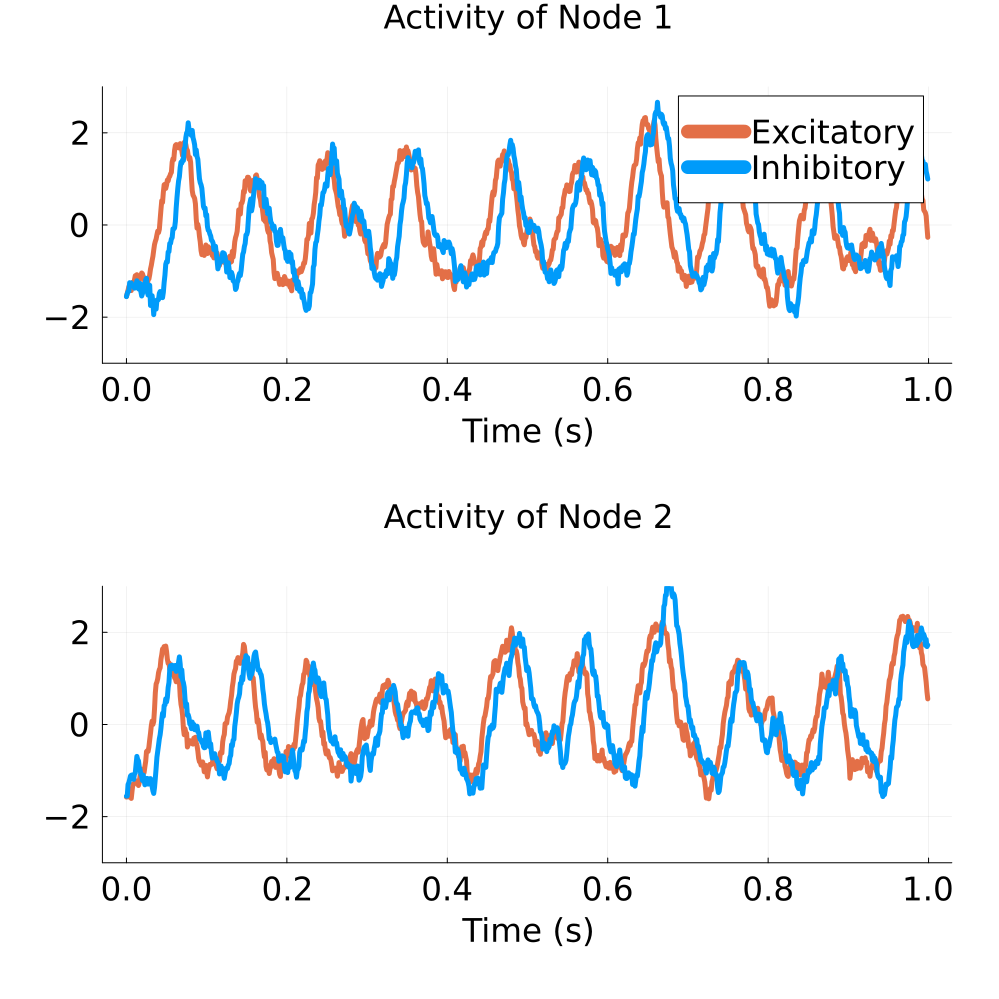 Activity of Node 1
Excitatory
Inhibitory
2
0
−2
0.0 0.2 0.4 0.6 0.8 1.0
Time (s)
Activity of Node 2
2
0
−2
0.0 0.2 0.4 0.6 0.8 1.0
Time (s)